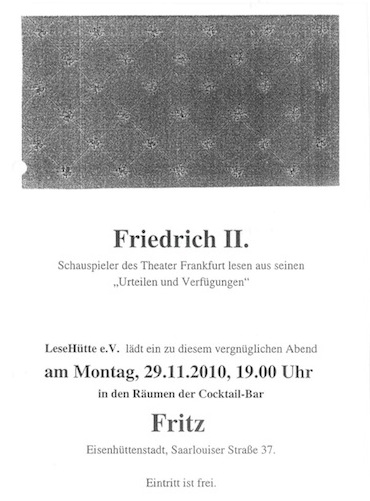 Friedrich II.
Schauspieler des Theater Frankfurt lesen aus seinen
„Urteilen und Verfügungen“
LeseHütte e.V. lädt ein zu diesem vergnüglichen Abend
am Montag, 29.11.2010, 19.00 Uhr
in den Räumen der Cocktail-Bar
Fritz
Eisenhüttenstadt, Saarlouiser Straße 37.
Eintritt ist frei.